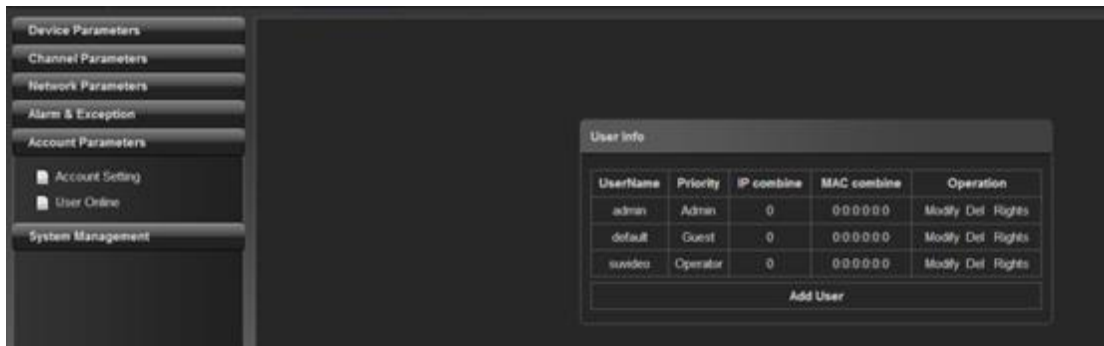 Device Parameters
Channel Parameters
Network Parameters
Alarm & Exception
Account Parameters
Account Setting
User Online
System Management
User Info
UserName Priority IP combine MAC combine Operation
admin Admin 0 0:0:0:0:0:0 Modify Del Rights
default Guest 0 0:0:0:0:0:0 Modify Del Rights
suvideo Operator 0 0:0:0:0:0:0 Modify Del Rights
Add User